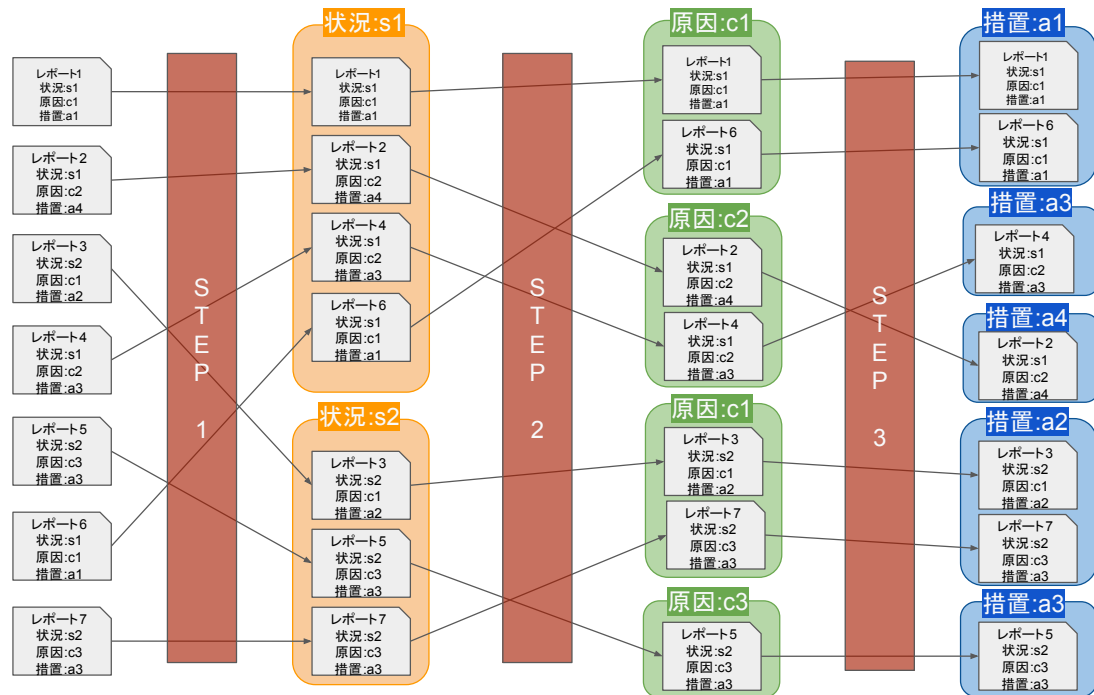 レポート1
状況:s1
原因:c1
措置:a1
レポート2
状況:s1
原因:c2
措置:a4
レポート3
状況:s2
原因:c1
措置:a2
レポート4
状況:s1
原因:c2
措置:a3
レポート5
状況:s2
原因:c3
措置:a3
レポート6
状況:s1
原因:c1
措置:a1
レポート7
状況:s2
原因:c3
措置:a3
STEP 1
状況:s1
レポート1
状況:s1
原因:c1
措置:a1
レポート2
状況:s1
原因:c2
措置:a4
レポート4
状況:s1
原因:c2
措置:a3
レポート6
状況:s1
原因:c1
措置:a1
状況:s2
レポート3
状況:s2
原因:c1
措置:a2
レポート5
状況:s2
原因:c3
措置:a3
レポート7
状況:s2
原因:c3
措置:a3
STEP 2
原因:c1
レポート1
状況:s1
原因:c1
措置:a1
レポート6
状況:s1
原因:c1
措置:a1
原因:c2
レポート2
状況:s1
原因:c2
措置:a4
レポート4
状況:s1
原因:c2
措置:a3
原因:c1
レポート3
状況:s2
原因:c1
措置:a2
レポート7
状況:s2
原因:c3
措置:a3
原因:c3
レポート5
状況:s2
原因:c3
措置:a3
STEP 3
措置:a1
レポート1
状況:s1
原因:c1
措置:a1
レポート6
状況:s1
原因:c1
措置:a1
措置:a3
レポート4
状況:s1
原因:c2
措置:a3
措置:a4
レポート2
状況:s1
原因:c2
措置:a4
措置:a2
レポート3
状況:s2
原因:c1
措置:a2
レポート7
状況:s2
原因:c3
措置:a3
措置:a3
レポート5
状況:s2
原因:c3
措置:a3